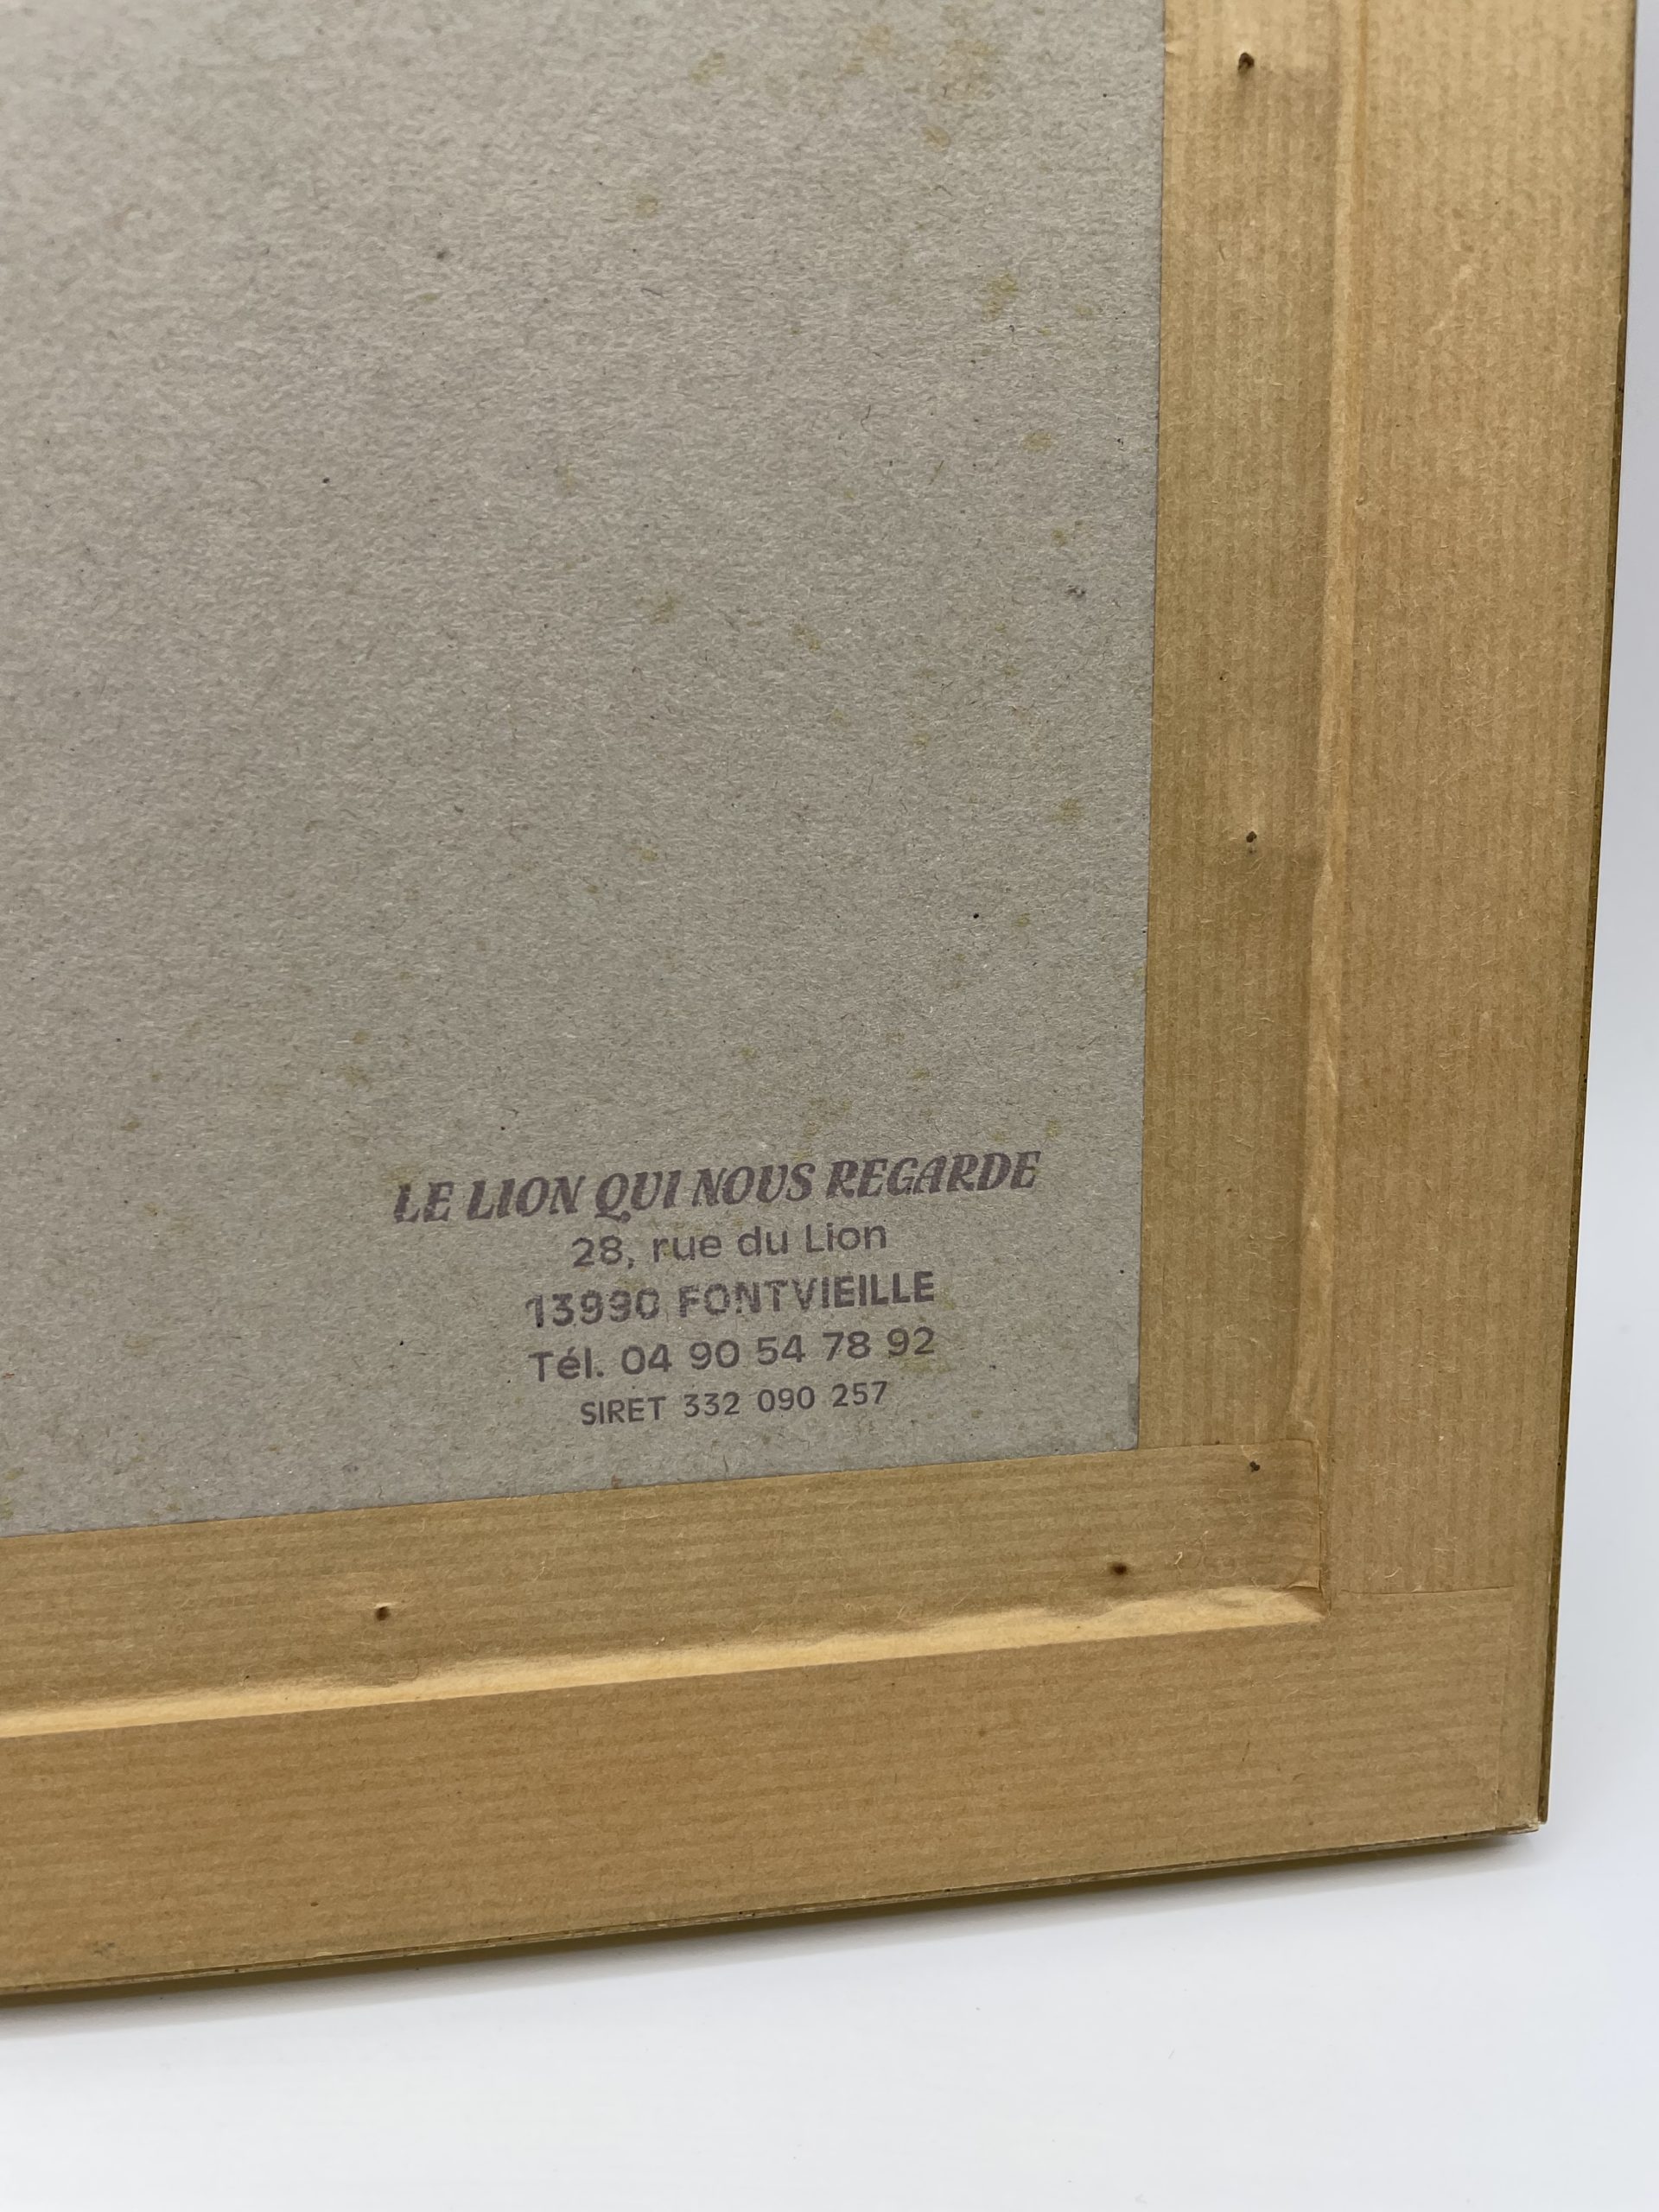 LE LION QUI NOUS REGARDE
28, rue du Lion
13990 FONTVIEILLE
Tél. 04 90 54 78 92
SIRET 332 090 257